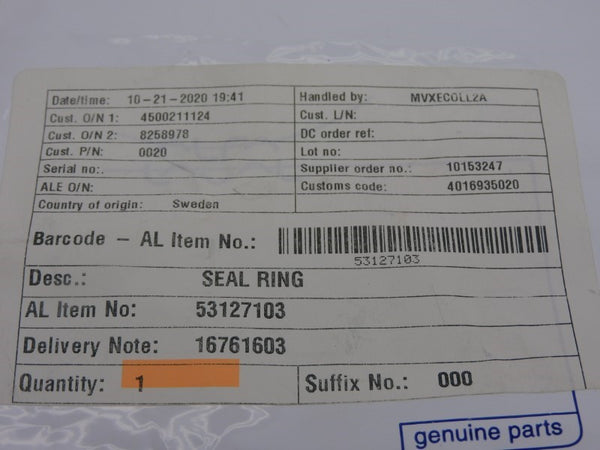 Date/time: 10-21-2020 19:41 Handled by: MVXECOLL2A
Cust. O/N 1: 4500211124 Cust. L/N:
Cust. O/N 2: 8258978 DC order ref:
Cust. P/N: 0020 Lot no:
Serial no:. Supplier order no.: 10153247
ALE O/N: Customs code: 4016935020
Country of origin: Sweden
Barcode - AL Item No.:
53127103
Desc.: SEAL RING
AL Item No: 53127103
Delivery Note: 16761603
Quantity: 1 Suffix No.: 000
genuine parts